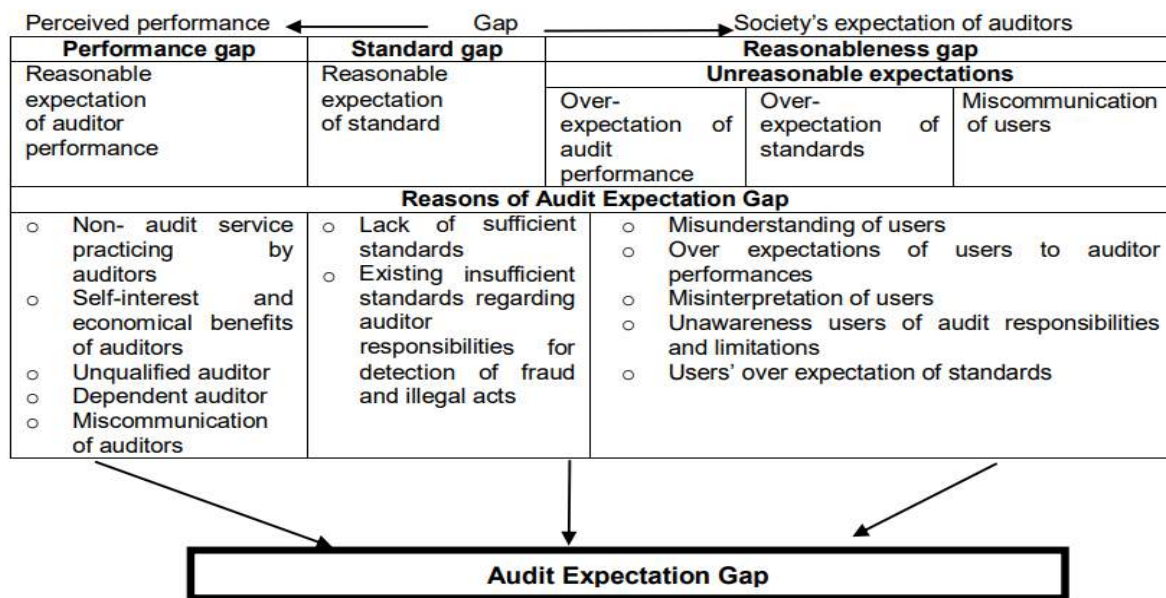 Perceived performance Gap Society's expectation of auditors
Performance gap Standard gap Reasonableness gap
Reasonable
expectation
of auditor
performance
Reasonable
expectation
of standard
Unreasonable expectations
Over-
expectation of
audit
performance
Over-
expectation of
standards
Miscommunication
of users
Reasons of Audit Expectation Gap
o Non- audit service
practicing by
auditors
o Self-interest and
economical benefits
of auditors
o Unqualified auditor
o Dependent auditor
o Miscommunication
of auditors
o Lack of sufficient
standards
o Existing insufficient
standards regarding
auditor
responsibilities for
detection of fraud
and illegal acts
o Misunderstanding of users
o Over expectations of users to auditor
performances
o Misinterpretation of users
o Unawareness users of audit responsibilities
and limitations
o Users' over expectation of standards
Audit Expectation Gap